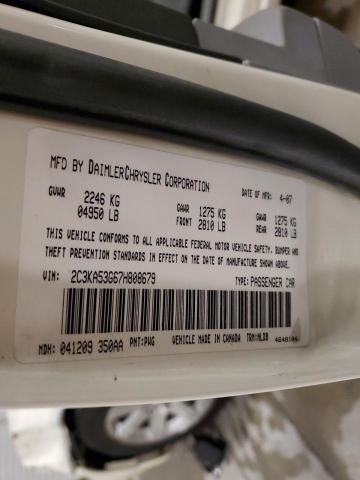 MFD BY DAIMLERCHRYSLER CORPORATION
DATE OF MFR: 4-07
GVWR 2246 KG 04950 LB
GAWR FRONT 1275 KG 2810 LB
GAWR REAR 1275 KG 2810 LB
THIS VEHICLE CONFORMS TO ALL APPLICABLE FEDERAL MOTOR VEHICLE SAFETY, BUMPER AND
THEFT PREVENTION STANDARDS IN EFFECT ON THE DATE OF MANUFACTURE SHOWN ABOVE.
VIN: 2C3KA53G67H808679 TYPE: PASSENGER CAR
MDH: 041209 350AA PNT: PWG VEHICLE MADE IN CANADA TRM: HLIB 4648104